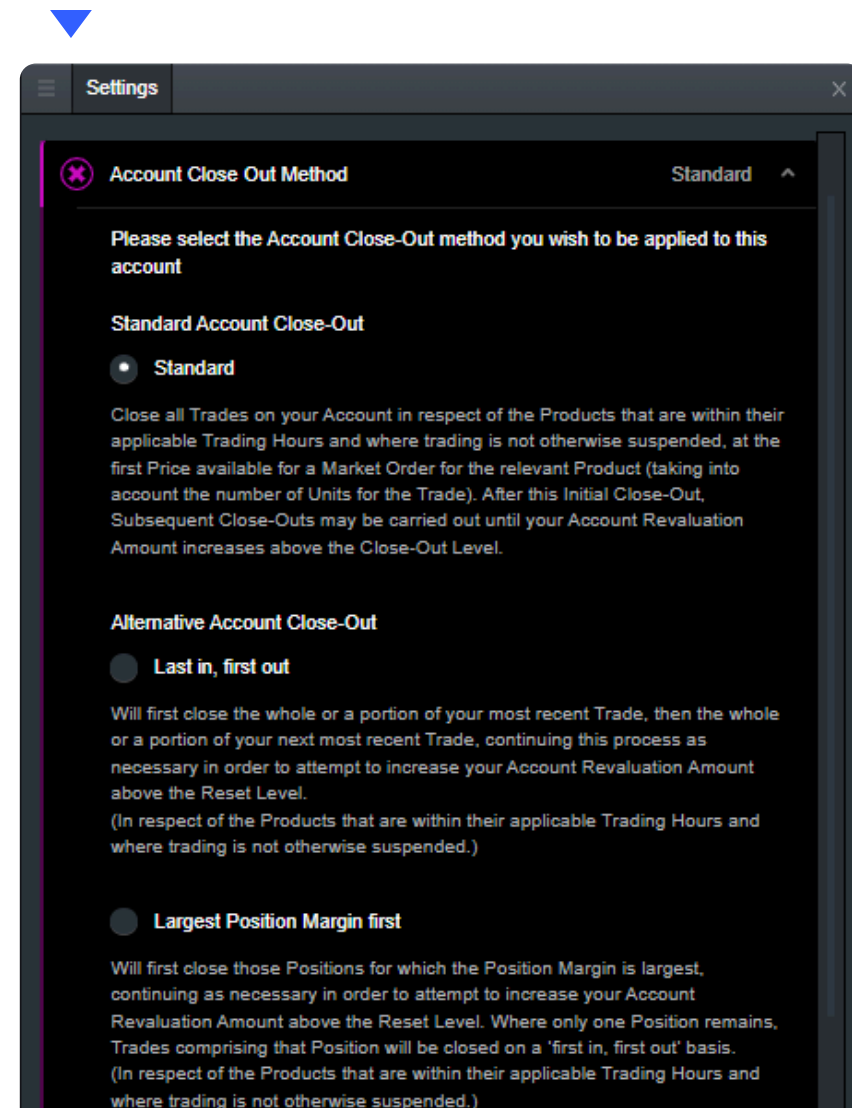 Settings
Account Close Out Method Standard
Please select the Account Close-Out method you wish to be applied to this
account
Standard Account Close-Out
Standard
Close all Trades on your Account in respect of the Products that are within their
applicable Trading Hours and where trading is not otherwise suspended, at the
first Price available for a Market Order for the relevant Product (taking into
account the number of Units for the Trade). After this Initial Close-Out,
Subsequent Close-Outs may be carried out until your Account Revaluation
Amount increases above the Close-Out Level.
Alternative Account Close-Out
Last in, first out
Will first close the whole or a portion of your most recent Trade, then the whole
or a portion of your next most recent Trade, continuing this process as
necessary in order to attempt to increase your Account Revaluation Amount
above the Reset Level.
(In respect of the Products that are within their applicable Trading Hours and
where trading is not otherwise suspended.)
Largest Position Margin first
Will first close those Positions for which the Position Margin is largest,
continuing as necessary in order to attempt to increase your Account
Revaluation Amount above the Reset Level. Where only one Position remains,
Trades comprising that Position will be closed on a 'first in, first out' basis.
(In respect of the Products that are within their applicable Trading Hours and
where trading is not otherwise suspended.)